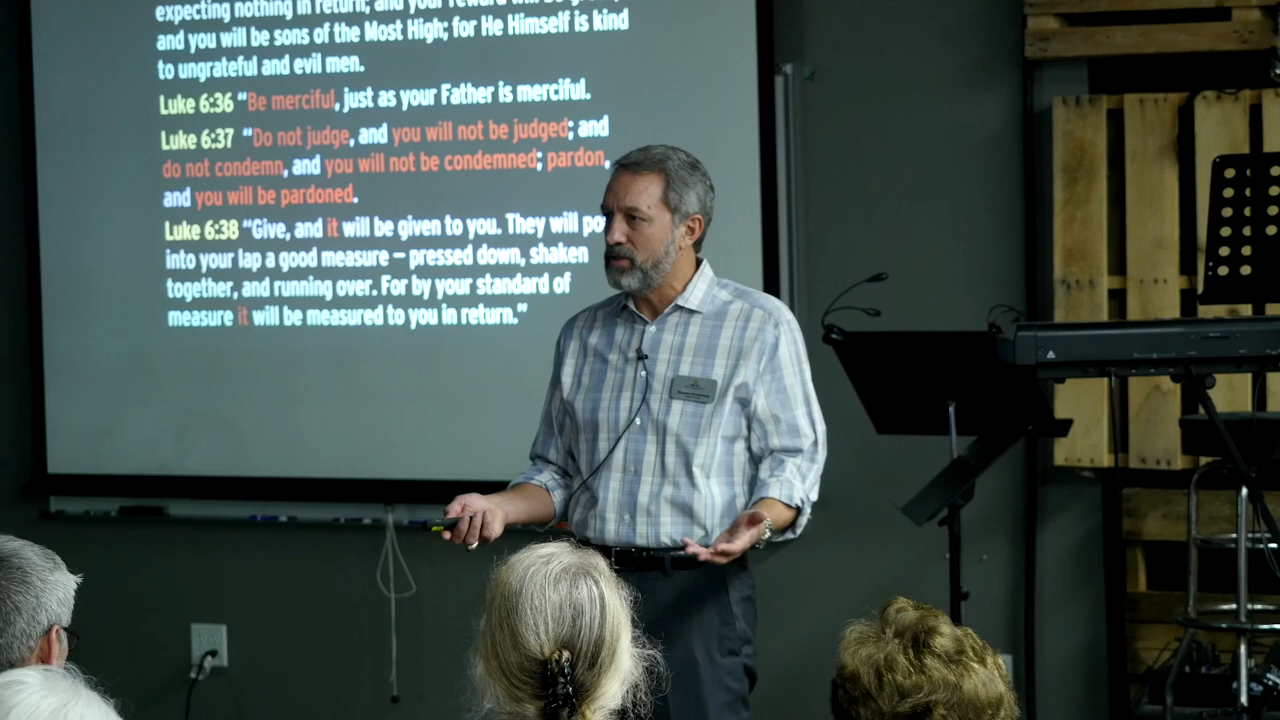 expecting nothing in return; and your reward will be
and you will be sons of the Most High; for He Himself is kind
to ungrateful and evil men.
Luke 6:36 "Be merciful, just as your Father is merciful.
Luke 6:37 "Do not judge, and you will not be judged; and
do not condemn, and you will not be condemned; pardon,
and you will be pardoned.
Luke 6:38 "Give, and it will be given to you. They will po
into your lap a good measure – pressed down, shaken
together, and running over. For by your standard of
measure it will be measured to you in return."